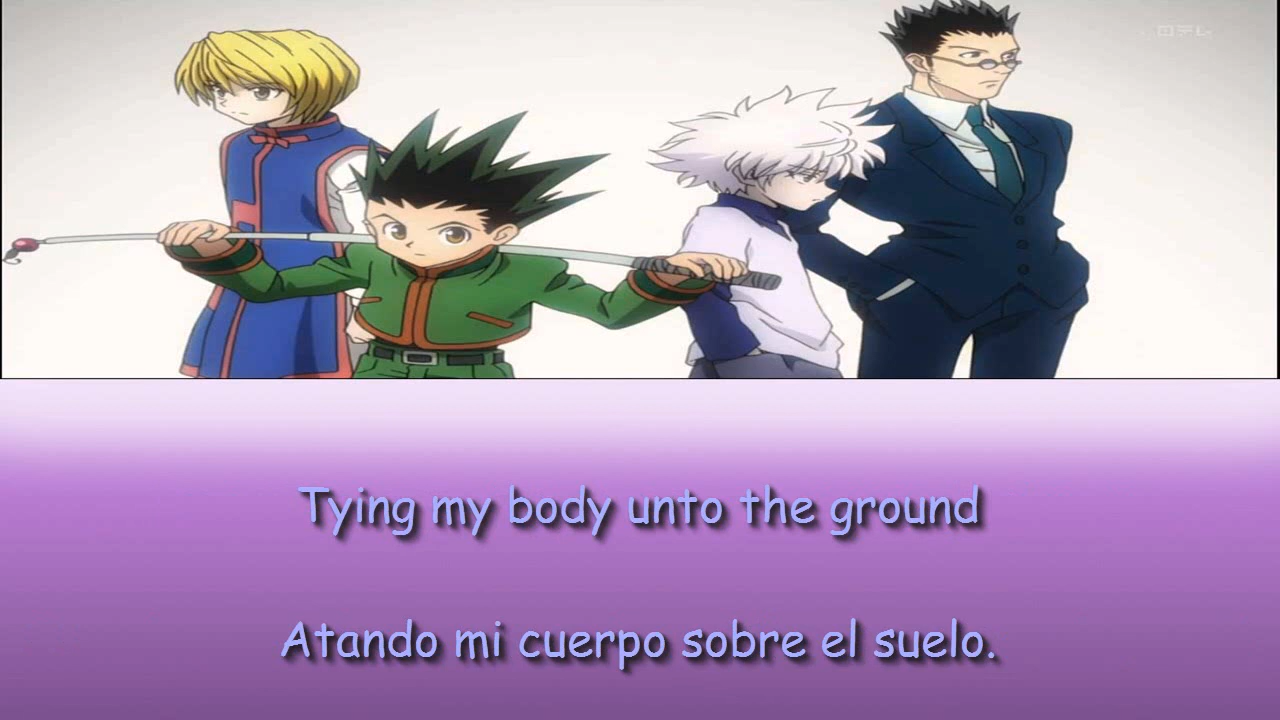 Tying my body unto the ground
Atando mi cuerpo sobre el suelo.